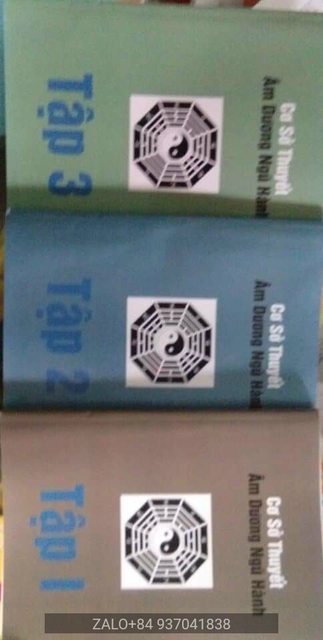 Cơ Sở Thuyết
Âm Dương Ngũ Hành
Tập 3
Cơ Sở Thuyết
Âm Dương Ngũ Hành
Tập 2
Cơ Sở Thuyết
Âm Dương Ngũ Hành
Tập 1
ZALO+84 937041838